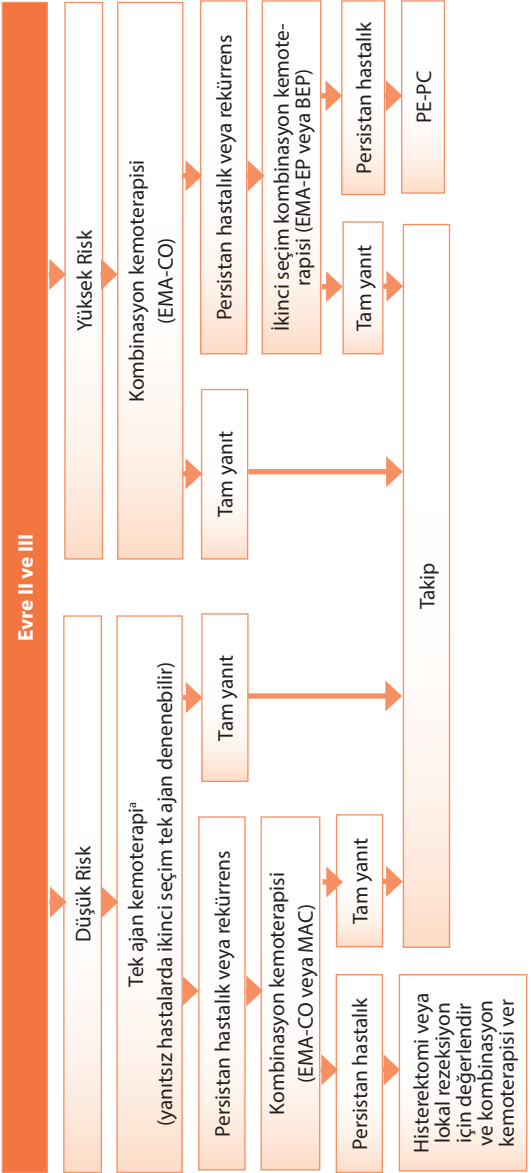 Evre II ve III
Düşük Risk
Tek ajan kemoterapiᵃ
(yanıtsız hastalarda ikinci seçim tek ajan denenebilir)
Persistan hastalık veya rekürrens
Kombinasyon kemoterapisi
(EMA-CO veya MAC)
Persistan hastalık
Histerektomi veya
lokal rezeksiyon
için değerlendir
ve kombinasyon
kemoterapisi ver
Tam yanıt
Tam yanıt
Yüksek Risk
Kombinasyon kemoterapisi
(EMA-CO)
Tam yanıt
Persistan hastalık veya rekürrens
İkinci seçim kombinasyon kemote-
rapisi (EMA-EP veya BEP)
Tam yanıt
Persistan hastalık
PE-PC
Takip